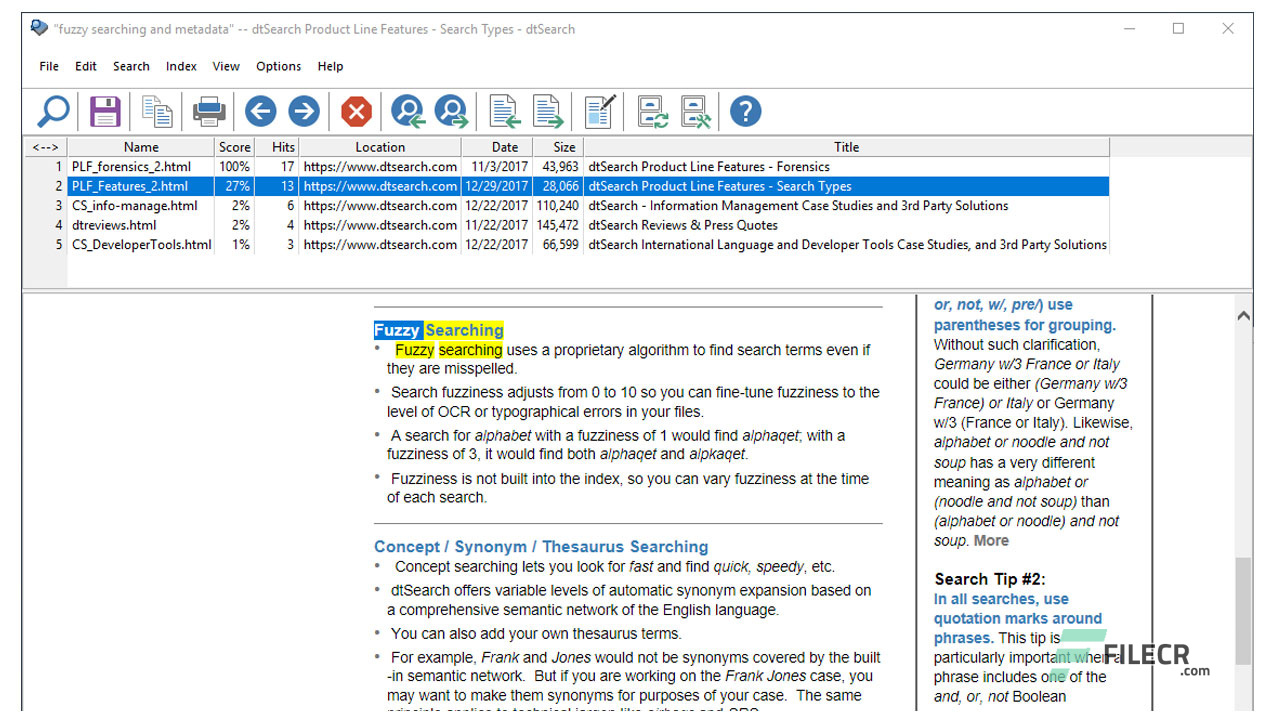 "fuzzy searching and metadata" -- dtSearch Product Line Features - Search Types - dtSearch
File Edit Search Index View Options Help
<--> Name Score Hits Location Date Size Title
1 PLF_forensics_2.html 100% 17 https://www.dtsearch.com 11/3/2017 43,963 dtSearch Product Line Features - Forensics
2 PLF_Features_2.html 27% 13 https://www.dtsearch.com 12/29/2017 28,066 dtSearch Product Line Features - Search Types
3 CS_info-manage.html 2% 6 https://www.dtsearch.com 12/22/2017 110,240 dtSearch - Information Management Case Studies and 3rd Party Solutions
4 dtreviews.html 2% 4 https://www.dtsearch.com 11/22/2017 145,472 dtSearch Reviews & Press Quotes
5 CS_DeveloperTools.html 1% 3 https://www.dtsearch.com 12/22/2017 66,599 dtSearch International Language and Developer Tools Case Studies, and 3rd Party Solutions
Fuzzy Searching
• Fuzzy searching uses a proprietary algorithm to find search terms even if
they are misspelled.
• Search fuzziness adjusts from 0 to 10 so you can fine-tune fuzziness to the
level of OCR or typographical errors in your files.
• A search for alphabet with a fuzziness of 1 would find alphaqet; with a
fuzziness of 3, it would find both alphaqet and alpkaqet.
• Fuzziness is not built into the index, so you can vary fuzziness at the time
of each search.
Concept / Synonym / Thesaurus Searching
• Concept searching lets you look for fast and find quick, speedy, etc.
• dtSearch offers variable levels of automatic synonym expansion based on
a comprehensive semantic network of the English language.
• You can also add your own thesaurus terms.
• For example, Frank and Jones would not be synonyms covered by the built
-in semantic network. But if you are working on the Frank Jones case, you
may want to make them synonyms for purposes of your case. The same
or, not, w/, pre/) use
parentheses for grouping.
Without such clarification,
Germany w/3 France or Italy
could be either (Germany w/3
France) or Italy or Germany
w/3 (France or Italy). Likewise,
alphabet or noodle and not
soup has a very different
meaning as alphabet or
(noodle and not soup) than
(alphabet or noodle) and not
soup. More
Search Tip #2:
In all searches, use
quotation marks around
phrases. This tip is
particularly important when a
phrase includes one of the
and, or, not Boolean
FILECR
.com